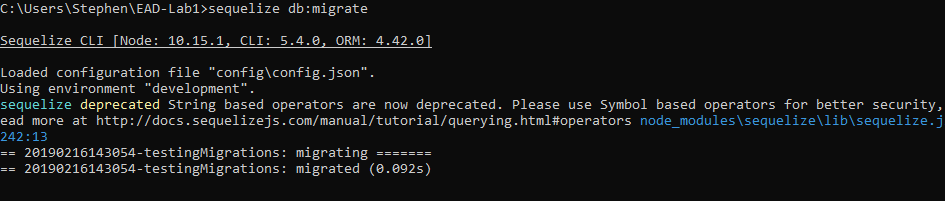 C:\Users\Stephen\EAD-Lab1>sequelize db:migrate
Sequelize CLI [Node: 10.15.1, CLI: 5.4.0, ORM: 4.42.0]
Loaded configuration file "config\config.json".
Using environment "development".
sequelize deprecated String based operators are now deprecated. Please use Symbol based operators for better security,
ead more at http://docs.sequelizejs.com/manual/tutorial/querying.html#operators node_modules\sequelize\lib\sequelize.j
242:13
== 20190216143054-testingMigrations: migrating =======
== 20190216143054-testingMigrations: migrated (0.092s)